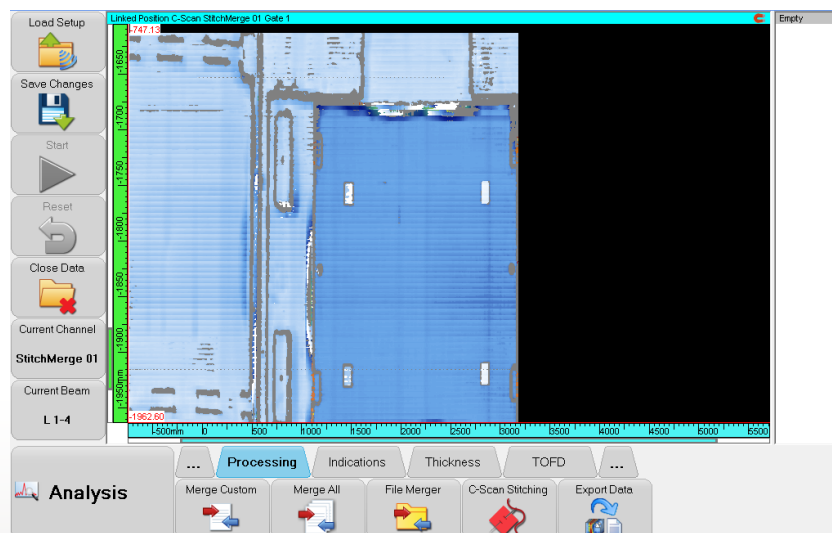 Load Setup
Linked Position C-Scan StitchMerge 01 Gate 1
Empty
-747.13
Save Changes
Start
Reset
Close Data
Current Channel
StitchMerge 01
Current Beam
L 1-4
|-1650
|-1700
|-1750
|-1800
|-1850
|-1900
|-1950mm
-1962.60
|-500mm
|0
|500
|1000
|1500
|2000
|2500
|3000
|3500
|4000
|4500
|5000
5500
...
Processing
Indications
Thickness
TOFD
...
Analysis
Merge Custom
Merge All
File Merger
C-Scan Stitching
Export Data